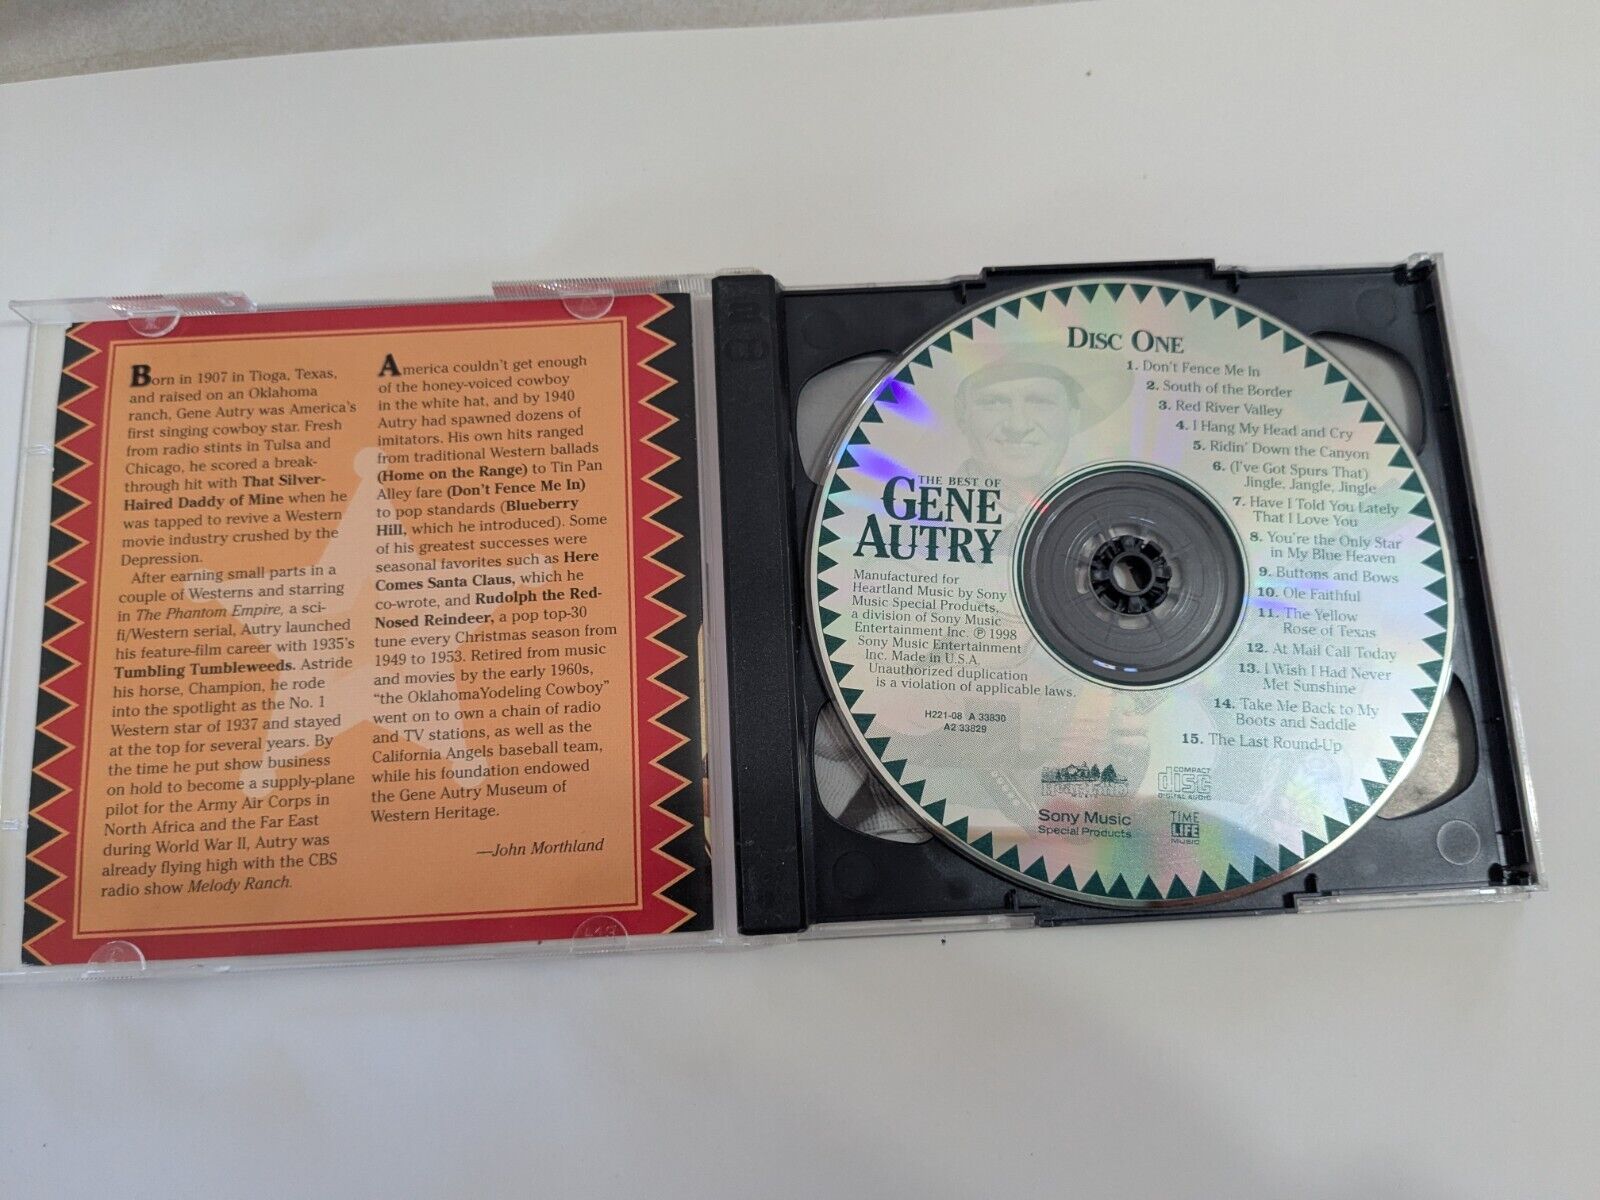 Born in 1907 in Tioga, Texas,
and raised on an Oklahoma
ranch, Gene Autry was America's
first singing cowboy star. Fresh
from radio stints in Tulsa and
Chicago, he scored a break-
through hit with That Silver-
Haired Daddy of Mine when he
was tapped to revive a Western
movie industry crushed by the
Depression.
After earning small parts in a
couple of Westerns and starring
in The Phantom Empire, a sci-
fi/Western serial, Autry launched
his feature-film career with 1935's
Tumbling Tumbleweeds. Astride
his horse, Champion, he rode
into the spotlight as the No. 1
Western star of 1937 and stayed
at the top for several years. By
the time he put show business
on hold to become a supply-plane
pilot for the Army Air Corps in
North Africa and the Far East
during World War II, Autry was
already flying high with the CBS
radio show Melody Ranch.
America couldn't get enough
of the honey-voiced cowboy
in the white hat, and by 1940
Autry had spawned dozens of
imitators. His own hits ranged
from traditional Western ballads
(Home on the Range) to Tin Pan
Alley fare (Don't Fence Me In)
to pop standards (Blueberry
Hill, which he introduced). Some
of his greatest successes were
seasonal favorites such as Here
Comes Santa Claus, which he
co-wrote, and Rudolph the Red-
Nosed Reindeer, a pop top-30
tune every Christmas season from
1949 to 1953. Retired from music
and movies by the early 1960s,
"the OklahomaYodeling Cowboy"
went on to own a chain of radio
and TV stations, as well as the
California Angels baseball team,
while his foundation endowed
the Gene Autry Museum of
Western Heritage.
—John Morthland
DISC ONE
1. Don't Fence Me In
2. South of the Border
3. Red River Valley
4. I Hang My Head and Cry
5. Ridin' Down the Canyon
6. (I've Got Spurs That)
Jingle, Jangle, Jingle
7. Have I Told You Lately
That I Love You
8. You're the Only Star
in My Blue Heaven
9. Buttons and Bows
10. Ole Faithful
11. The Yellow
Rose of Texas
12. At Mail Call Today
13. I Wish I Had Never
Met Sunshine
14. Take Me Back to My
Boots and Saddle
15. The Last Round-Up
THE BEST OF
GENE
AUTRY
Manufactured for
Heartland Music by Sony
Music Special Products,
a division of Sony Music
Entertainment Inc. ℗ 1998
Sony Music Entertainment
Inc. Made in U.S.A.
Unauthorized duplication
is a violation of applicable laws.
H221-08 A 33830
A2 33829
HEARTLAND
MUSIC
COMPACT
disc
DIGITAL AUDIO
Sony Music
Special Products
TIME
LIFE
MUSIC